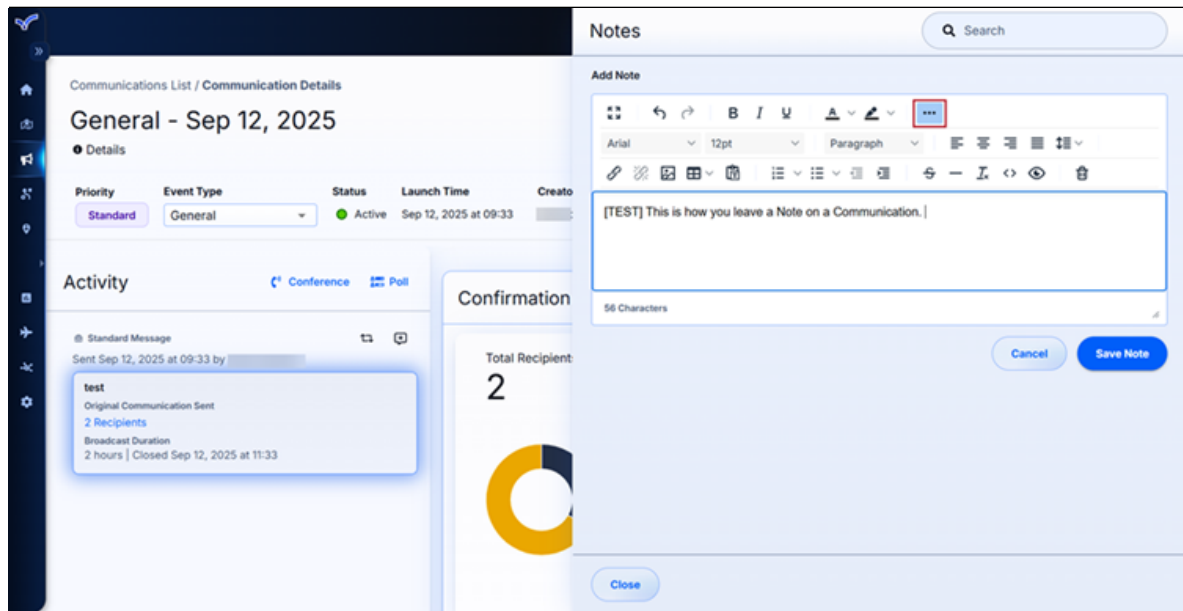 Notes
Search
Communications List / Communication Details
General - Sep 12, 2025
Details
Priority
Event Type
Status
Launch Time
Standard
General
Active
Sep 12, 2025 at 09:33
Activity
Conference
Poll
Standard Message
Sent Sep 12, 2025 at 09:33 by
test
Original Communication Sent
2 Recipients
Broadcast Duration
2 hours | Closed Sep 12, 2025 at 11:33
Confirmation
Total
2
Add Note
B I U A
Arial
12pt
Paragraph
[TEST] This is how you leave a Note on a Communication.
56 Characters
Cancel
Save Note
Close